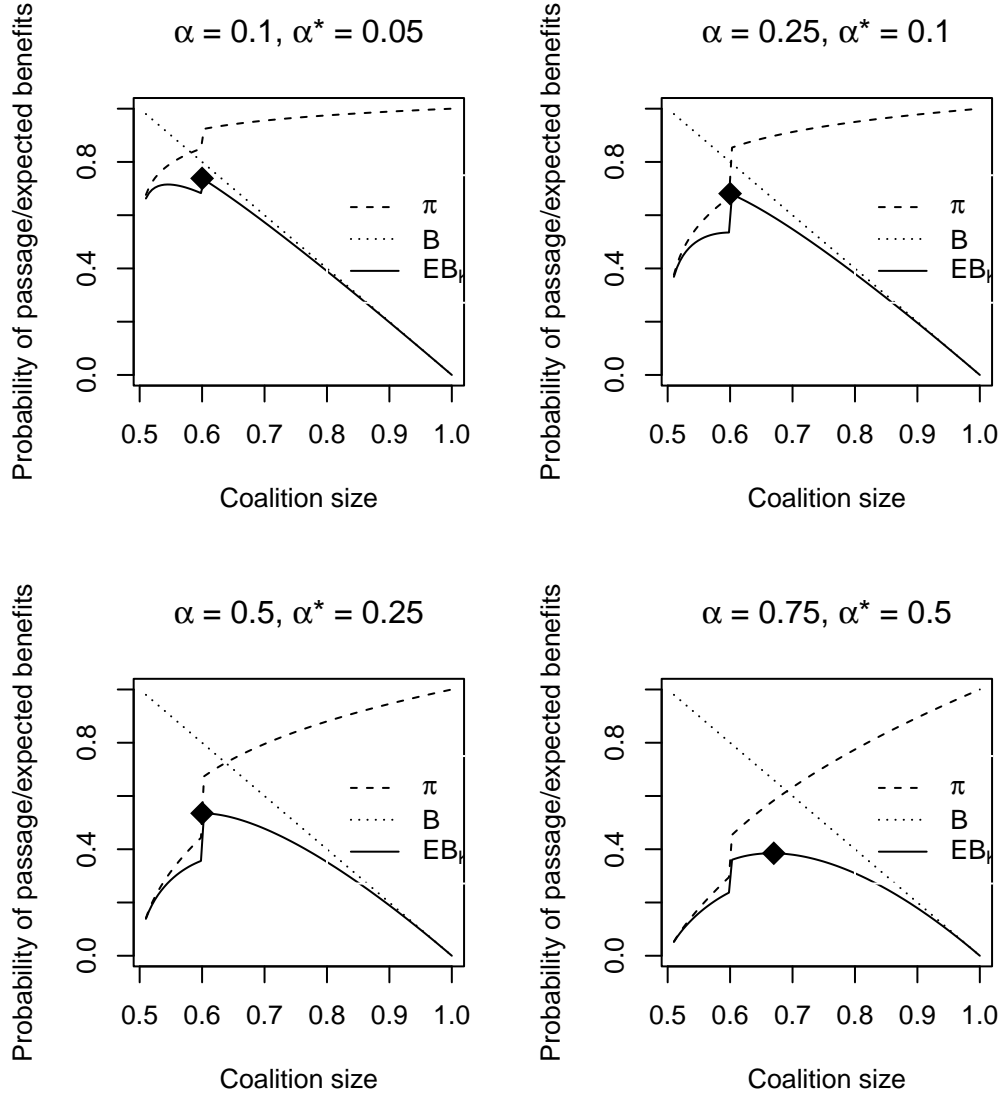 α = 0.1, α* = 0.05
Probability of passage/expected benefits
0.0 0.4 0.8
π
B
EB
0.5 0.6 0.7 0.8 0.9 1.0
Coalition size
α = 0.25, α* = 0.1
Probability of passage/expected benefits
0.0 0.4 0.8
π
B
EB
0.5 0.6 0.7 0.8 0.9 1.0
Coalition size
α = 0.5, α* = 0.25
Probability of passage/expected benefits
0.0 0.4 0.8
π
B
EB
0.5 0.6 0.7 0.8 0.9 1.0
Coalition size
α = 0.75, α* = 0.5
Probability of passage/expected benefits
0.0 0.4 0.8
π
B
EB
0.5 0.6 0.7 0.8 0.9 1.0
Coalition size